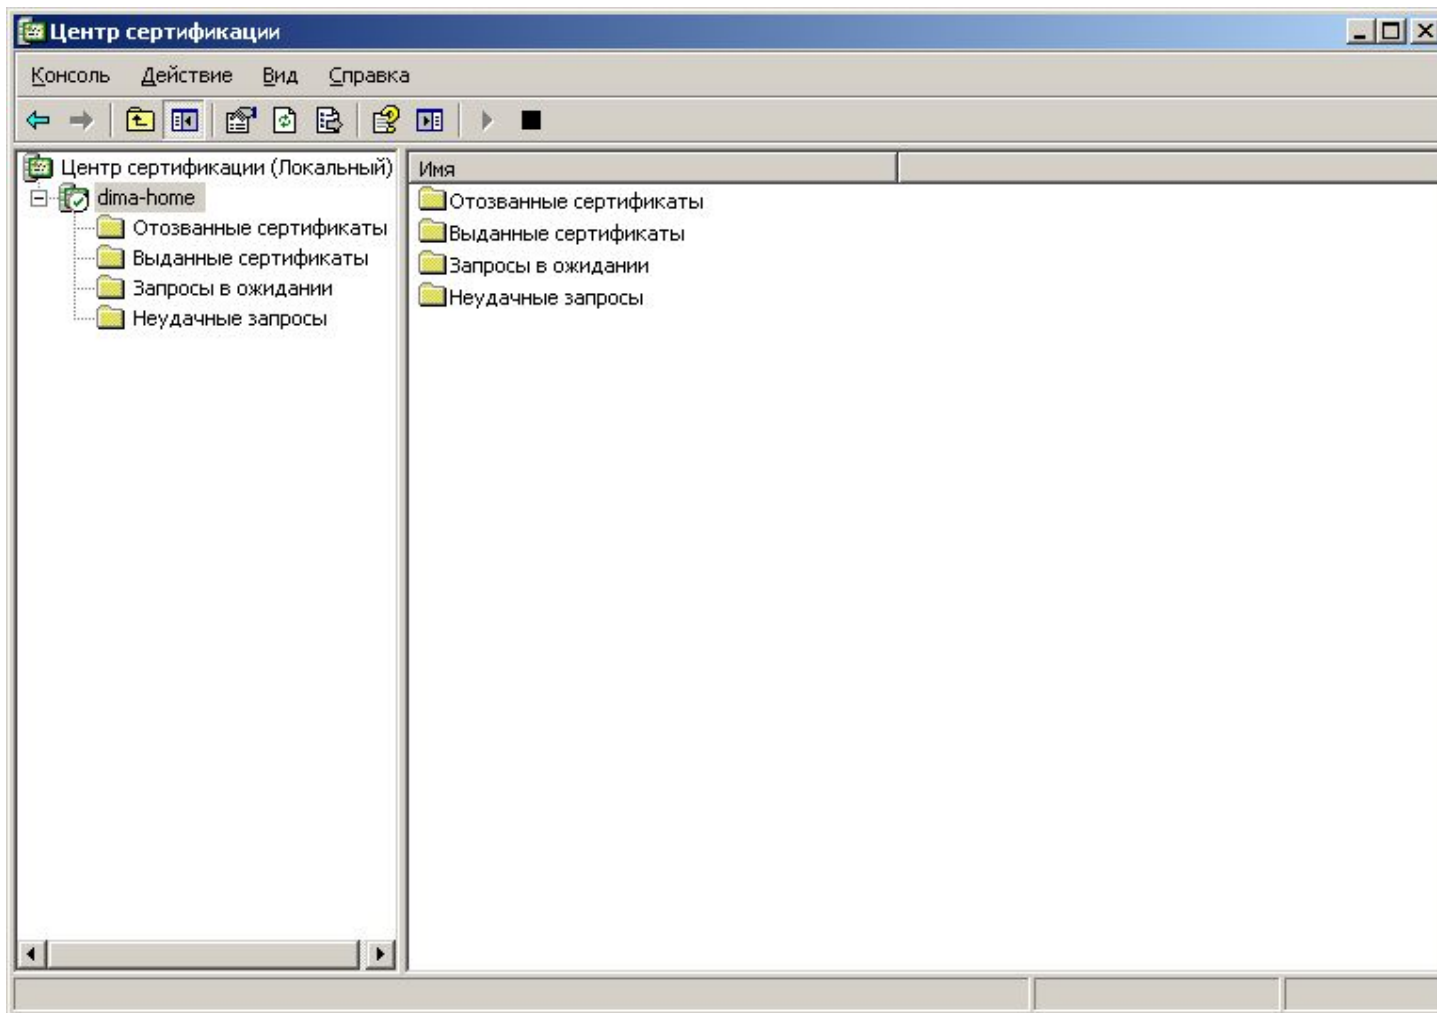 Центр сертификации
Консоль Действие Вид Справка
Центр сертификации (Локальный)
dima-home
Отозванные сертификаты
Выданные сертификаты
Запросы в ожидании
Неудачные запросы
Имя
Отозванные сертификаты
Выданные сертификаты
Запросы в ожидании
Неудачные запросы